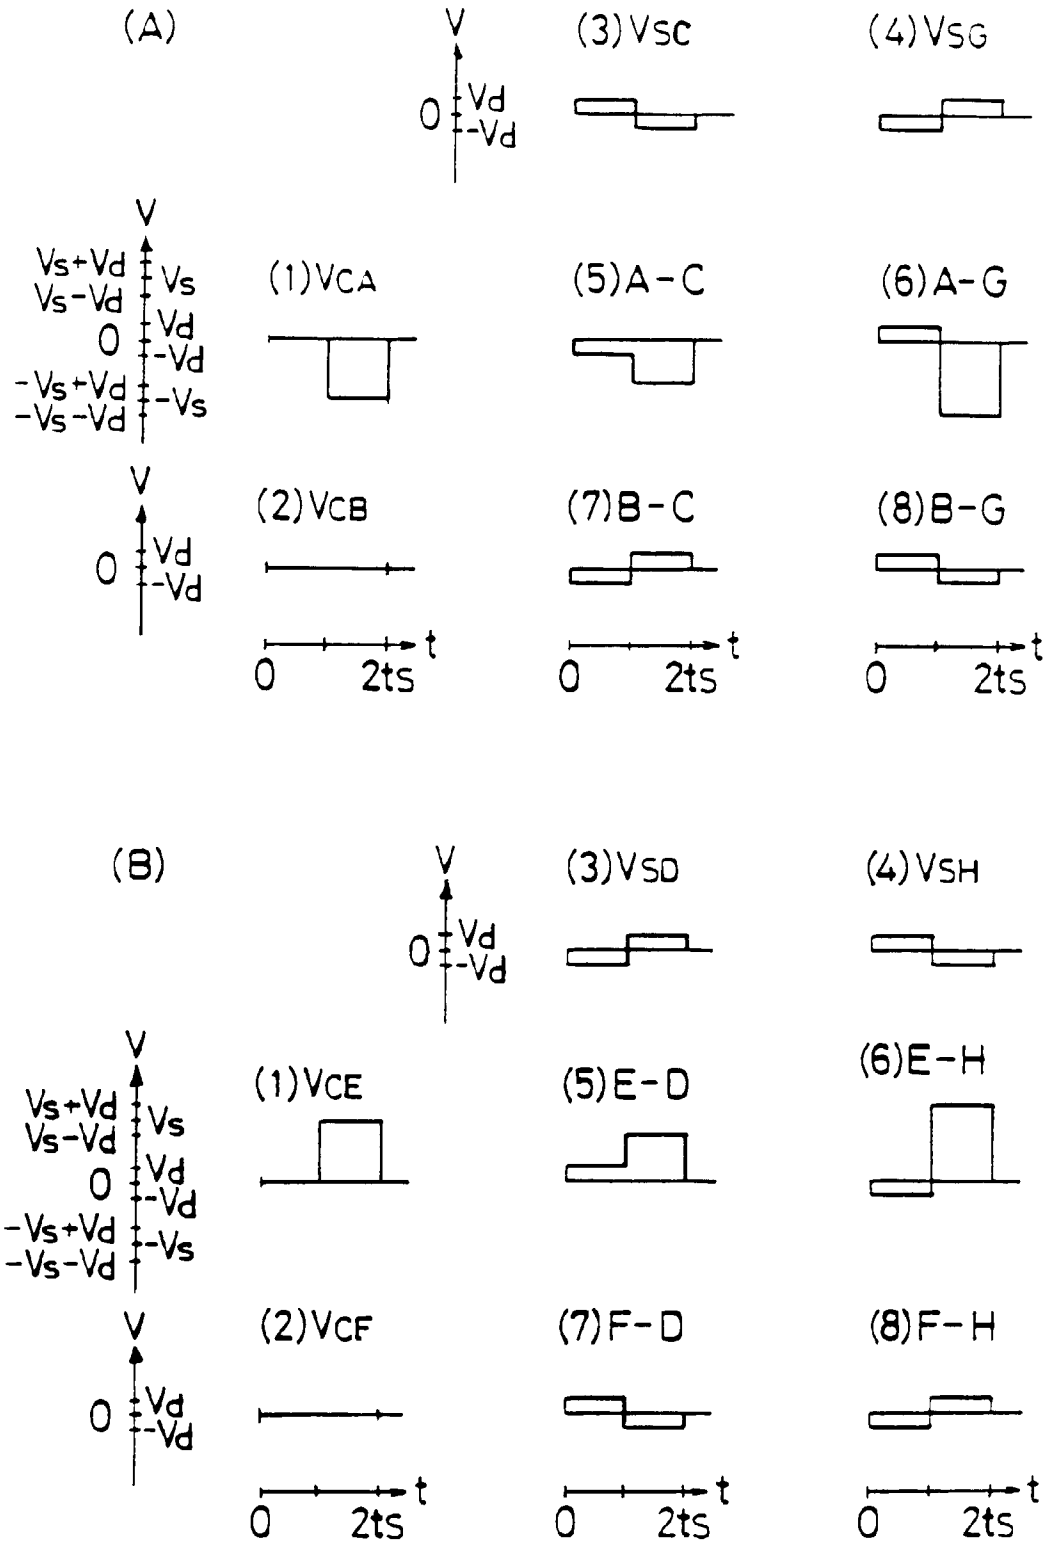 (A)
V
(3) VSC
(4) VSG
0
Vd
-Vd
V
Vs+Vd
Vs
Vs-Vd
Vd
0
-Vd
-Vs+Vd
-Vs
-Vs-Vd
(1) VCA
(5) A-C
(6) A-G
V
(2) VCB
(7) B-C
(8) B-G
Vd
0
-Vd
t
t
t
0
2ts
0
2ts
0
2ts
(B)
V
(3) VSD
(4) VSH
Vd
0
-Vd
V
(1) VCE
(5) E-D
(6) E-H
Vs+Vd
Vs
Vs-Vd
Vd
0
-Vd
-Vs+Vd
-Vs
-Vs-Vd
V
(2) VCF
(7) F-D
(8) F-H
Vd
0
-Vd
t
t
t
0
2ts
0
2ts
0
2ts